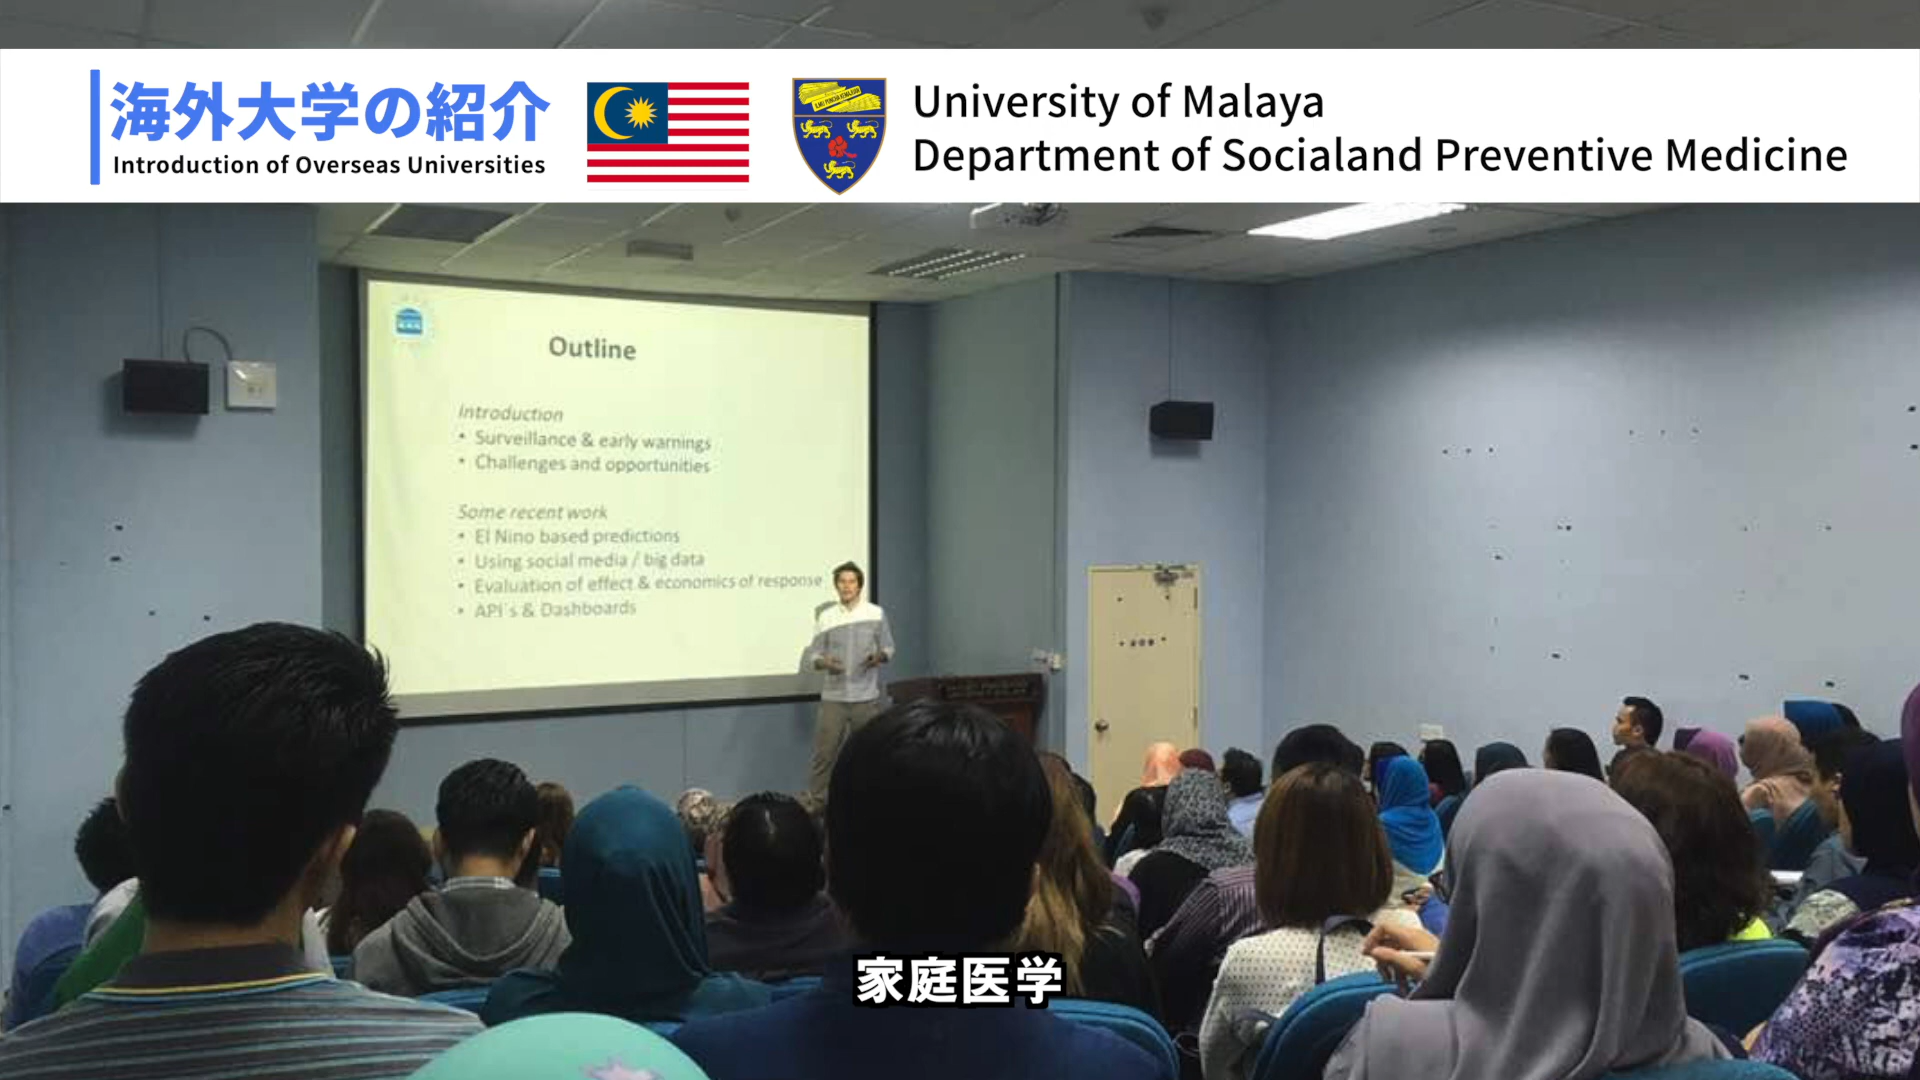 海外大学の紹介
Introduction of Overseas Universities
University of Malaya
Department of Socialand Preventive Medicine
Outline
Introduction
• Surveillance & early warnings
• Challenges and opportunities
Some recent work
• El Nino based predictions
• Using social media / big data
• Evaluation of effect & economics of response
• API´s & Dashboards
家庭医学